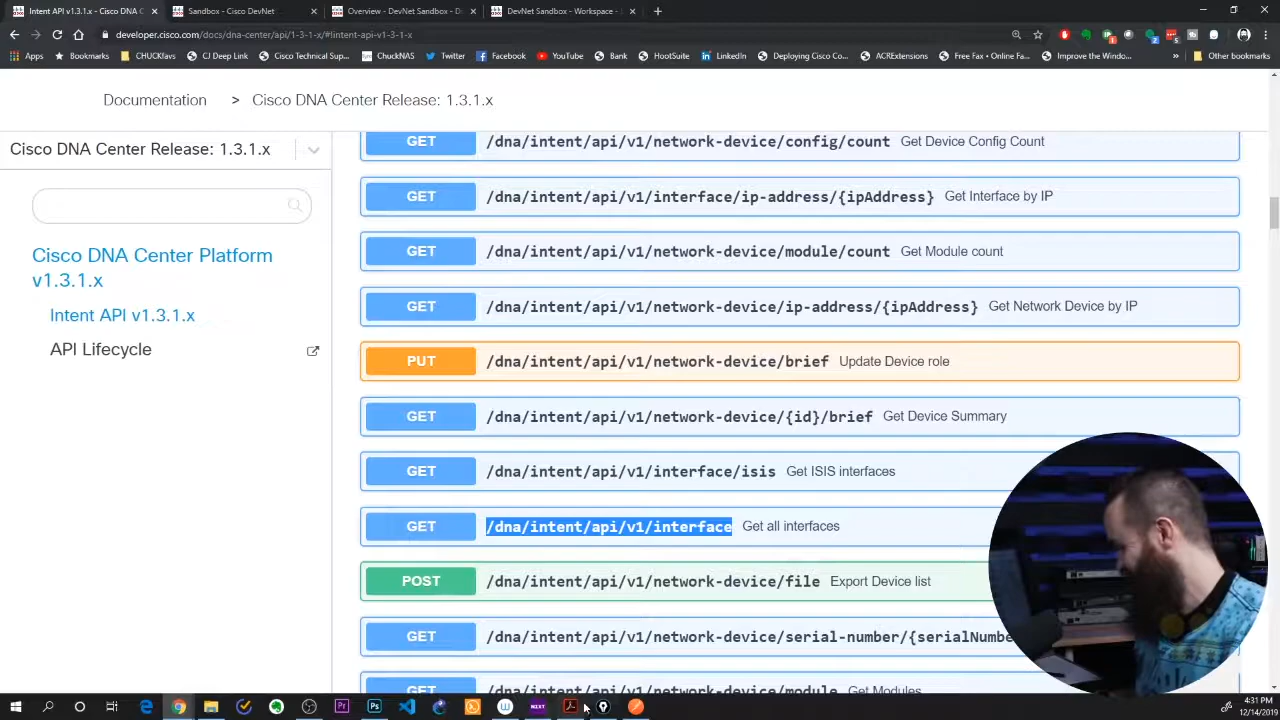 Intent API v1.3.1.x - Cisco DNA C
Sandbox - Cisco DevNet
Overview - DevNet Sandbox - D
DevNet Sandbox - Workspace -
developer.cisco.com/docs/dna-center/api/1-3-1-x/#!intent-api-v1-3-1-x
Apps
Bookmarks
CHUCKfavs
CJ Deep Link
Cisco Technical Sup...
ChuckNAS
Twitter
Facebook
YouTube
Bank
HootSuite
LinkedIn
Deploying Cisco Co...
ACRExtensions
Free Fax • Online Fa...
Improve the Windo...
»
Other bookmarks
Documentation > Cisco DNA Center Release: 1.3.1.x
Cisco DNA Center Release: 1.3.1.x
Cisco DNA Center Platform
v1.3.1.x
Intent API v1.3.1.x
API Lifecycle
GET /dna/intent/api/v1/network-device/config/count Get Device Config Count
GET /dna/intent/api/v1/interface/ip-address/{ipAddress} Get Interface by IP
GET /dna/intent/api/v1/network-device/module/count Get Module count
GET /dna/intent/api/v1/network-device/ip-address/{ipAddress} Get Network Device by IP
PUT /dna/intent/api/v1/network-device/brief Update Device role
GET /dna/intent/api/v1/network-device/{id}/brief Get Device Summary
GET /dna/intent/api/v1/interface/isis Get ISIS interfaces
GET /dna/intent/api/v1/interface Get all interfaces
POST /dna/intent/api/v1/network-device/file Export Device list
GET /dna/intent/api/v1/network-device/serial-number/{serialNumbe
GET /dna/intent/api/v1/network-device/module Get Modules
4:31 PM
12/14/2019